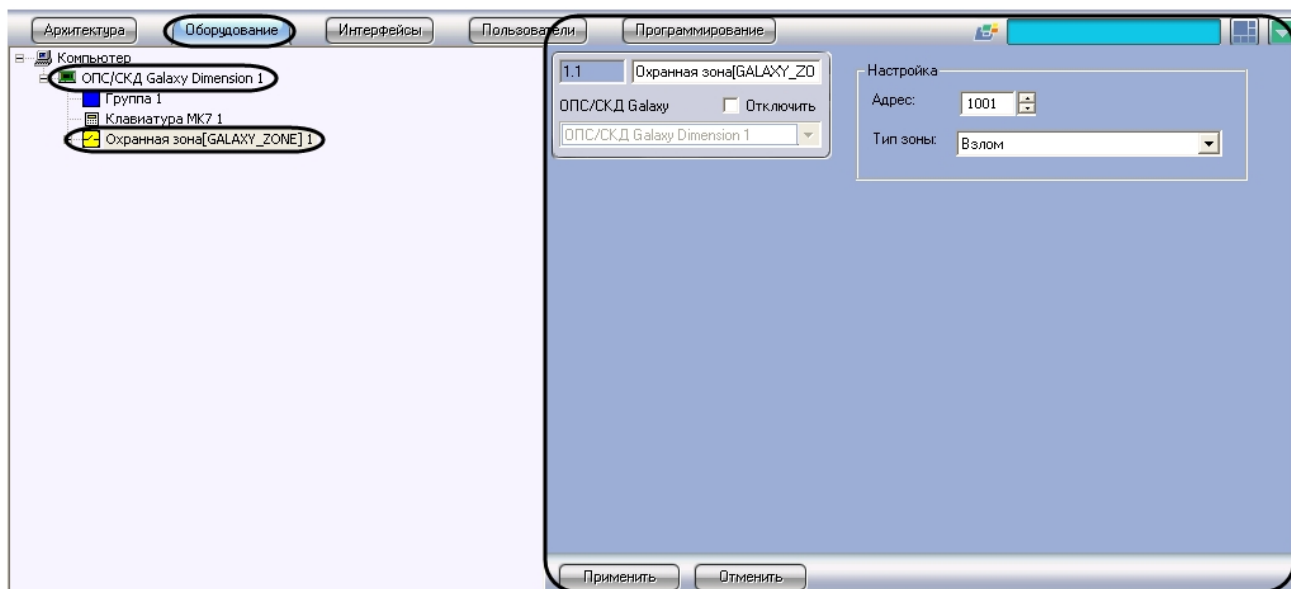 Архитектура Оборудование Интерфейсы Пользователи Программирование
Компьютер
ОПС/СКД Galaxy Dimension 1
Группа 1
Клавиатура МК7 1
Охранная зона[GALAXY_ZONE] 1
1.1 Охранная зона[GALAXY_ZO
ОПС/СКД Galaxy Отключить
ОПС/СКД Galaxy Dimension 1
Настройка
Адрес: 1001
Тип зоны: Взлом
Применить Отменить